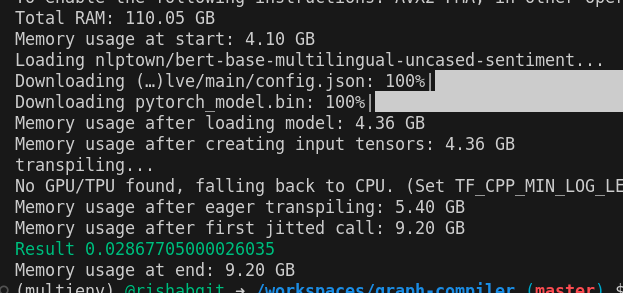 To enable the following instructions: AVX2 FMA, in other oper
Total RAM: 110.05 GB
Memory usage at start: 4.10 GB
Loading nlptown/bert-base-multilingual-uncased-sentiment...
Downloading (…)lve/main/config.json: 100%|
Downloading pytorch_model.bin: 100%|
Memory usage after loading model: 4.36 GB
Memory usage after creating input tensors: 4.36 GB
transpiling...
No GPU/TPU found, falling back to CPU. (Set TF_CPP_MIN_LOG_LE
Memory usage after eager transpiling: 5.40 GB
Memory usage after first jitted call: 9.20 GB
Result 0.02867705000026035
Memory usage at end: 9.20 GB
(multienv) @rishabgit ➜ /workspaces/graph-compiler (master) $